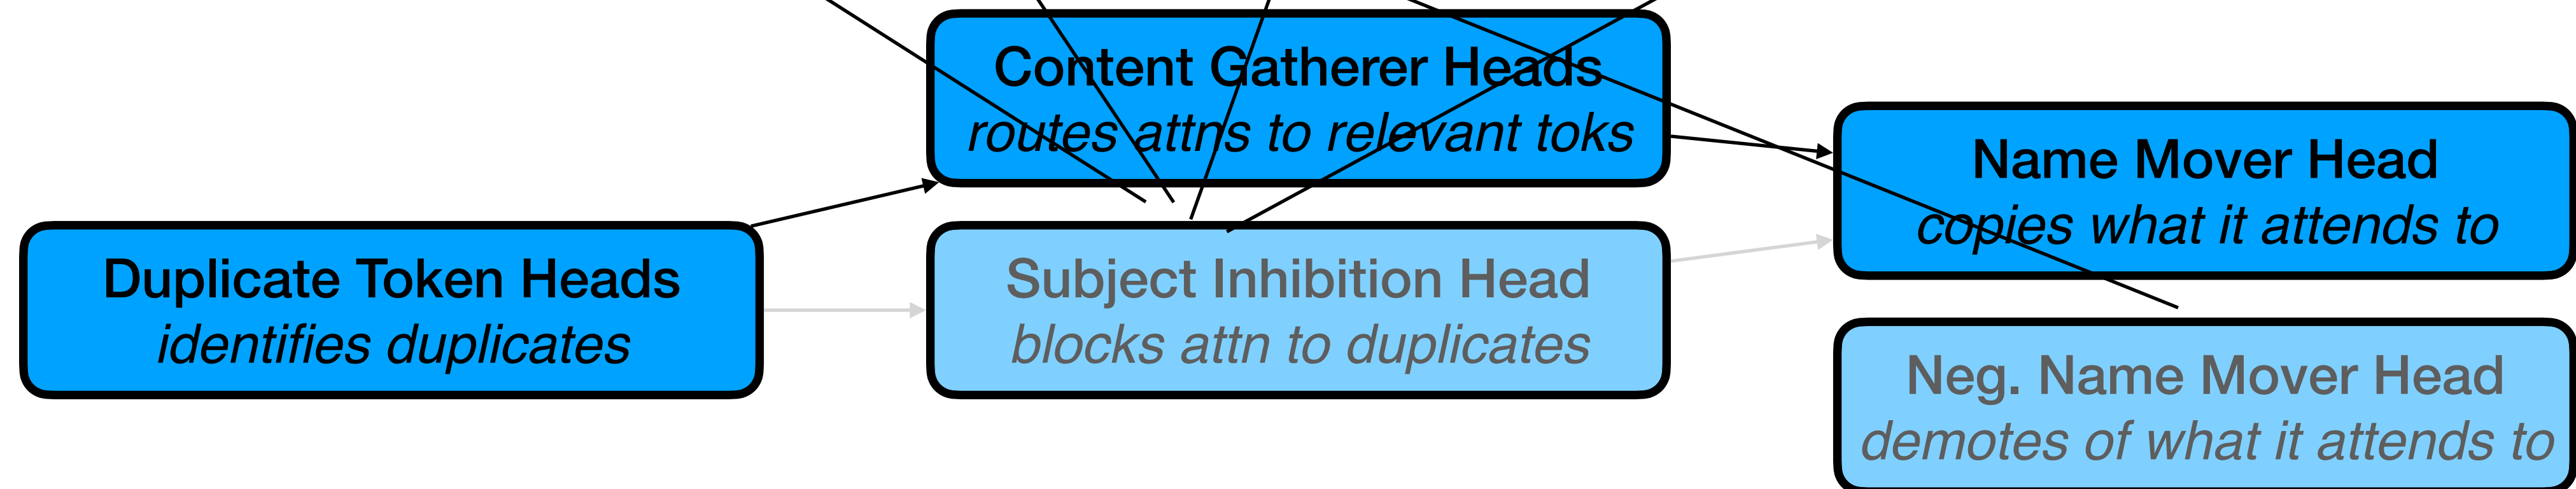 Content Gatherer Heads
routes attns to relevant toks
Name Mover Head
copies what it attends to
Duplicate Token Heads
identifies duplicates
Subject Inhibition Head
blocks attn to duplicates
Neg. Name Mover Head
demotes of what it attends to